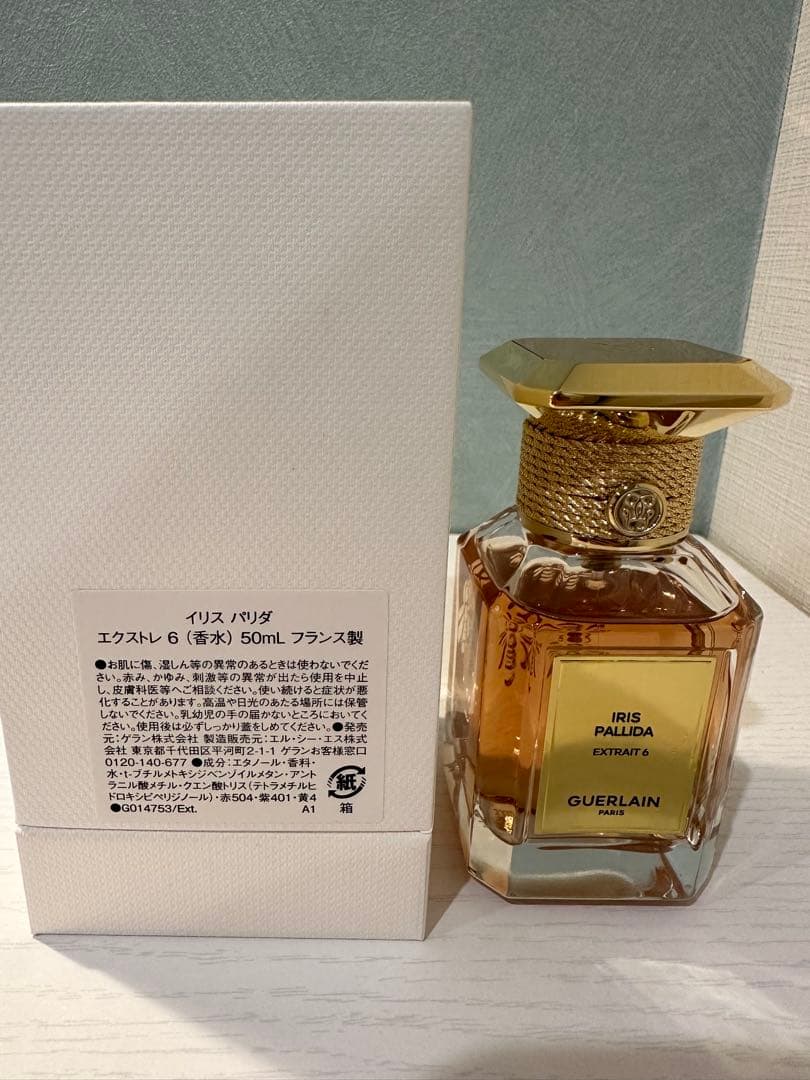 イリス パリダ
エクストレ 6 (香水) 50mL フランス製
●お肌に傷、湿しん等の異常のあるときは使わないでくだ
さい。赤み、かゆみ、刺激等の異常が出たら使用を中止
し、皮膚科医等へご相談ください。使い続けると症状が悪
化することがあります。高温や日光のあたる場所には保管
しないでください。乳幼児の手の届かないところにおいてく
ださい。使用後は必ずしっかり蓋をしめてください。●発売
元:ゲラン株式会社 製造販売元:エル・シー・エス株式
会社 東京都千代田区平河町2-1-1 ゲランお客様窓口
0120-140-677 ●成分:エタノール・香料・
水・t-ブチルメトキシジベンゾイルメタン・アント
ラニル酸メチル・クエン酸トリス(テトラメチルヒ
ドロキシピペリジノール)・赤504・紫401・黄4
●G014753/Ext. A1
紙
箱
IRIS
PALLIDA
EXTRAIT 6
GUERLAIN
PARIS